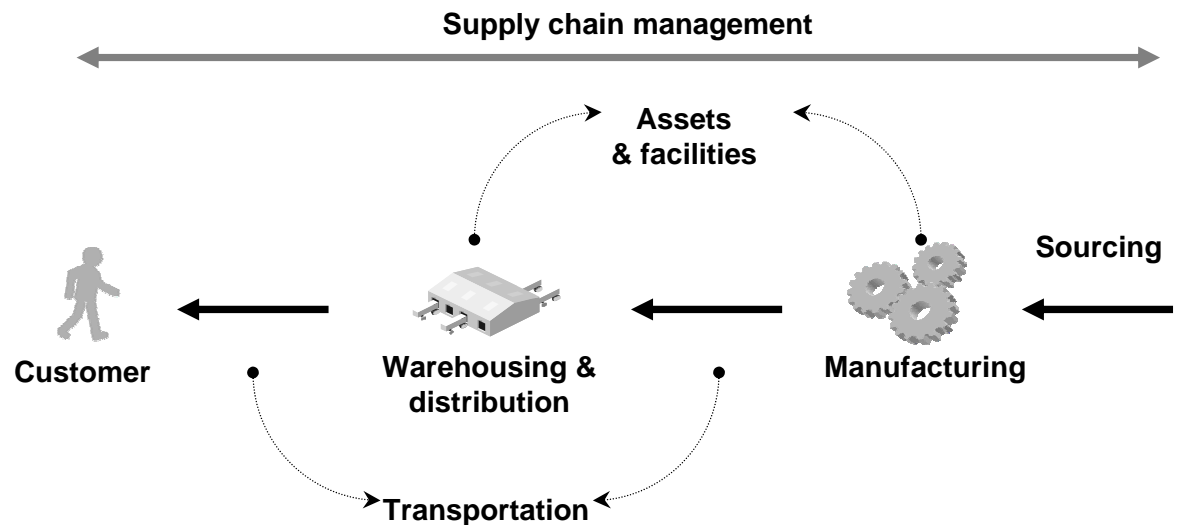 Supply chain management
Assets
& facilities
Sourcing
Customer
Warehousing &
distribution
Manufacturing
Transportation